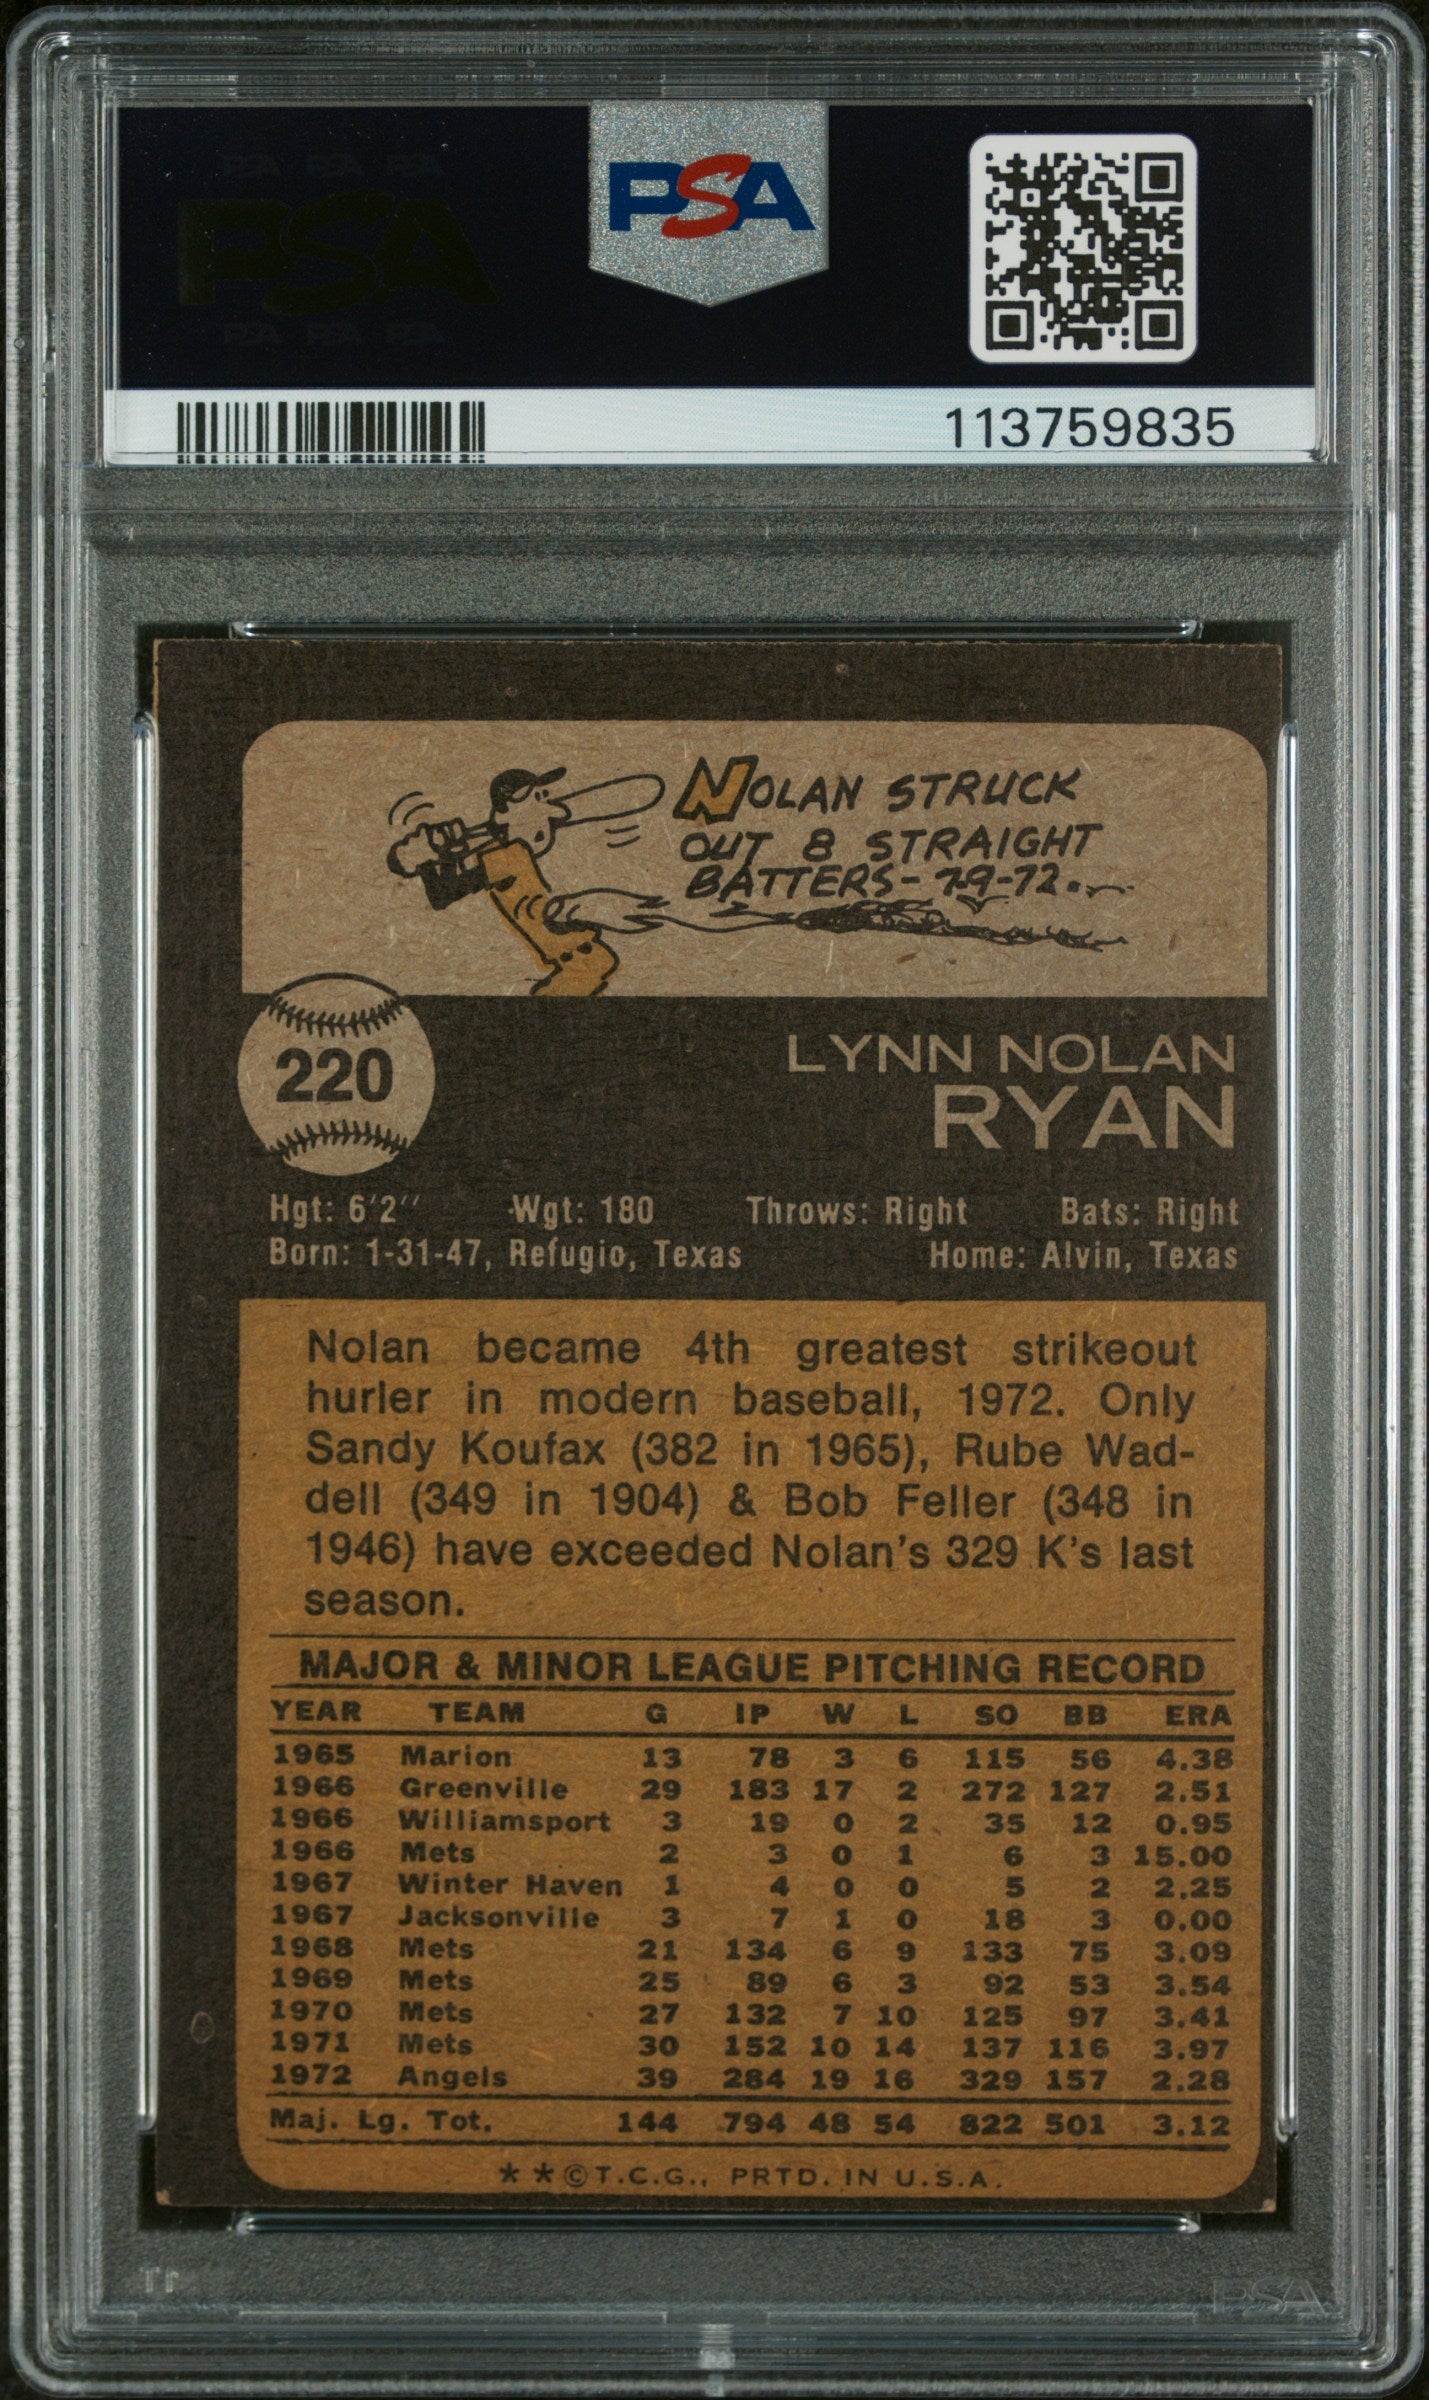 PSA PSA PSA
PSA
PSA PSA PSA
PSA
113759835
NOLAN STRUCK
OUT 8 STRAIGHT
BATTERS - 7-9-72.
220
LYNN NOLAN
RYAN
Hgt: 6'2'' Wgt: 180 Throws: Right Bats: Right
Born: 1-31-47, Refugio, Texas Home: Alvin, Texas
Nolan became 4th greatest strikeout
hurler in modern baseball, 1972. Only
Sandy Koufax (382 in 1965), Rube Wad-
dell (349 in 1904) & Bob Feller (348 in
1946) have exceeded Nolan's 329 K's last
season.
MAJOR & MINOR LEAGUE PITCHING RECORD
YEAR TEAM G IP W L SO BB ERA
1965 Marion 13 78 3 6 115 56 4.38
1966 Greenville 29 183 17 2 272 127 2.51
1966 Williamsport 3 19 0 2 35 12 0.95
1966 Mets 2 3 0 1 6 3 15.00
1967 Winter Haven 1 4 0 0 5 2 2.25
1967 Jacksonville 3 7 1 0 18 3 0.00
1968 Mets 21 134 6 9 133 75 3.09
1969 Mets 25 89 6 3 92 53 3.54
1970 Mets 27 132 7 10 125 97 3.41
1971 Mets 30 152 10 14 137 116 3.97
1972 Angels 39 284 19 16 329 157 2.28
Maj. Lg. Tot. 144 794 48 54 822 501 3.12
* * © T.C.G., PRTD. IN U.S.A.
PSA